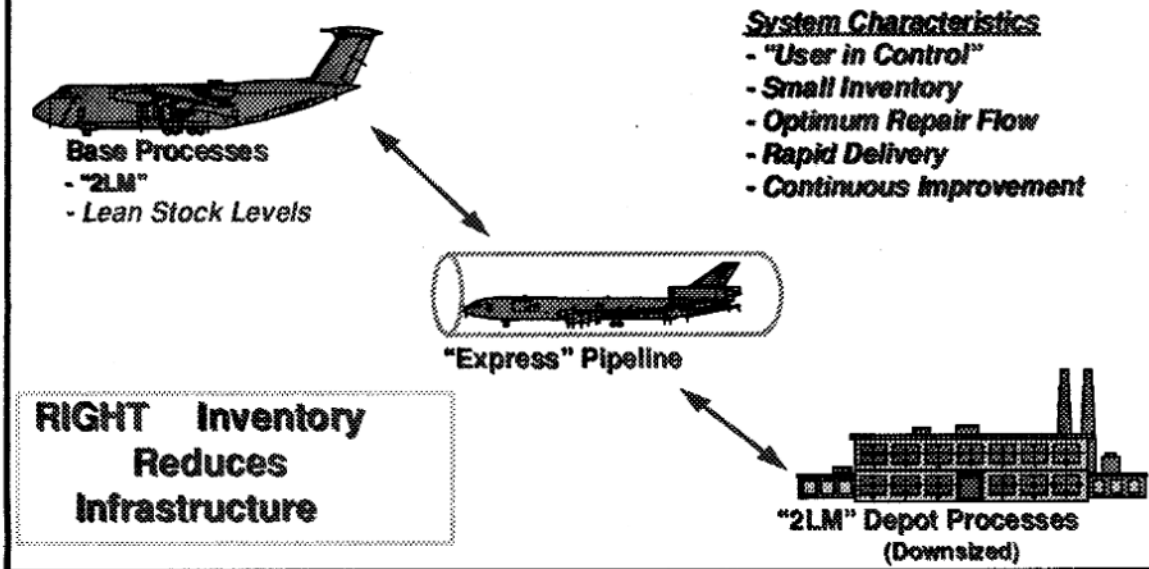 System Characteristics
- "User in Control"
- Small Inventory
- Optimum Repair Flow
- Rapid Delivery
- Continuous Improvement
Base Processes
- "2LM"
- Lean Stock Levels
"Express" Pipeline
RIGHT Inventory
Reduces
Infrastructure
"2LM" Depot Processes
(Downsized)